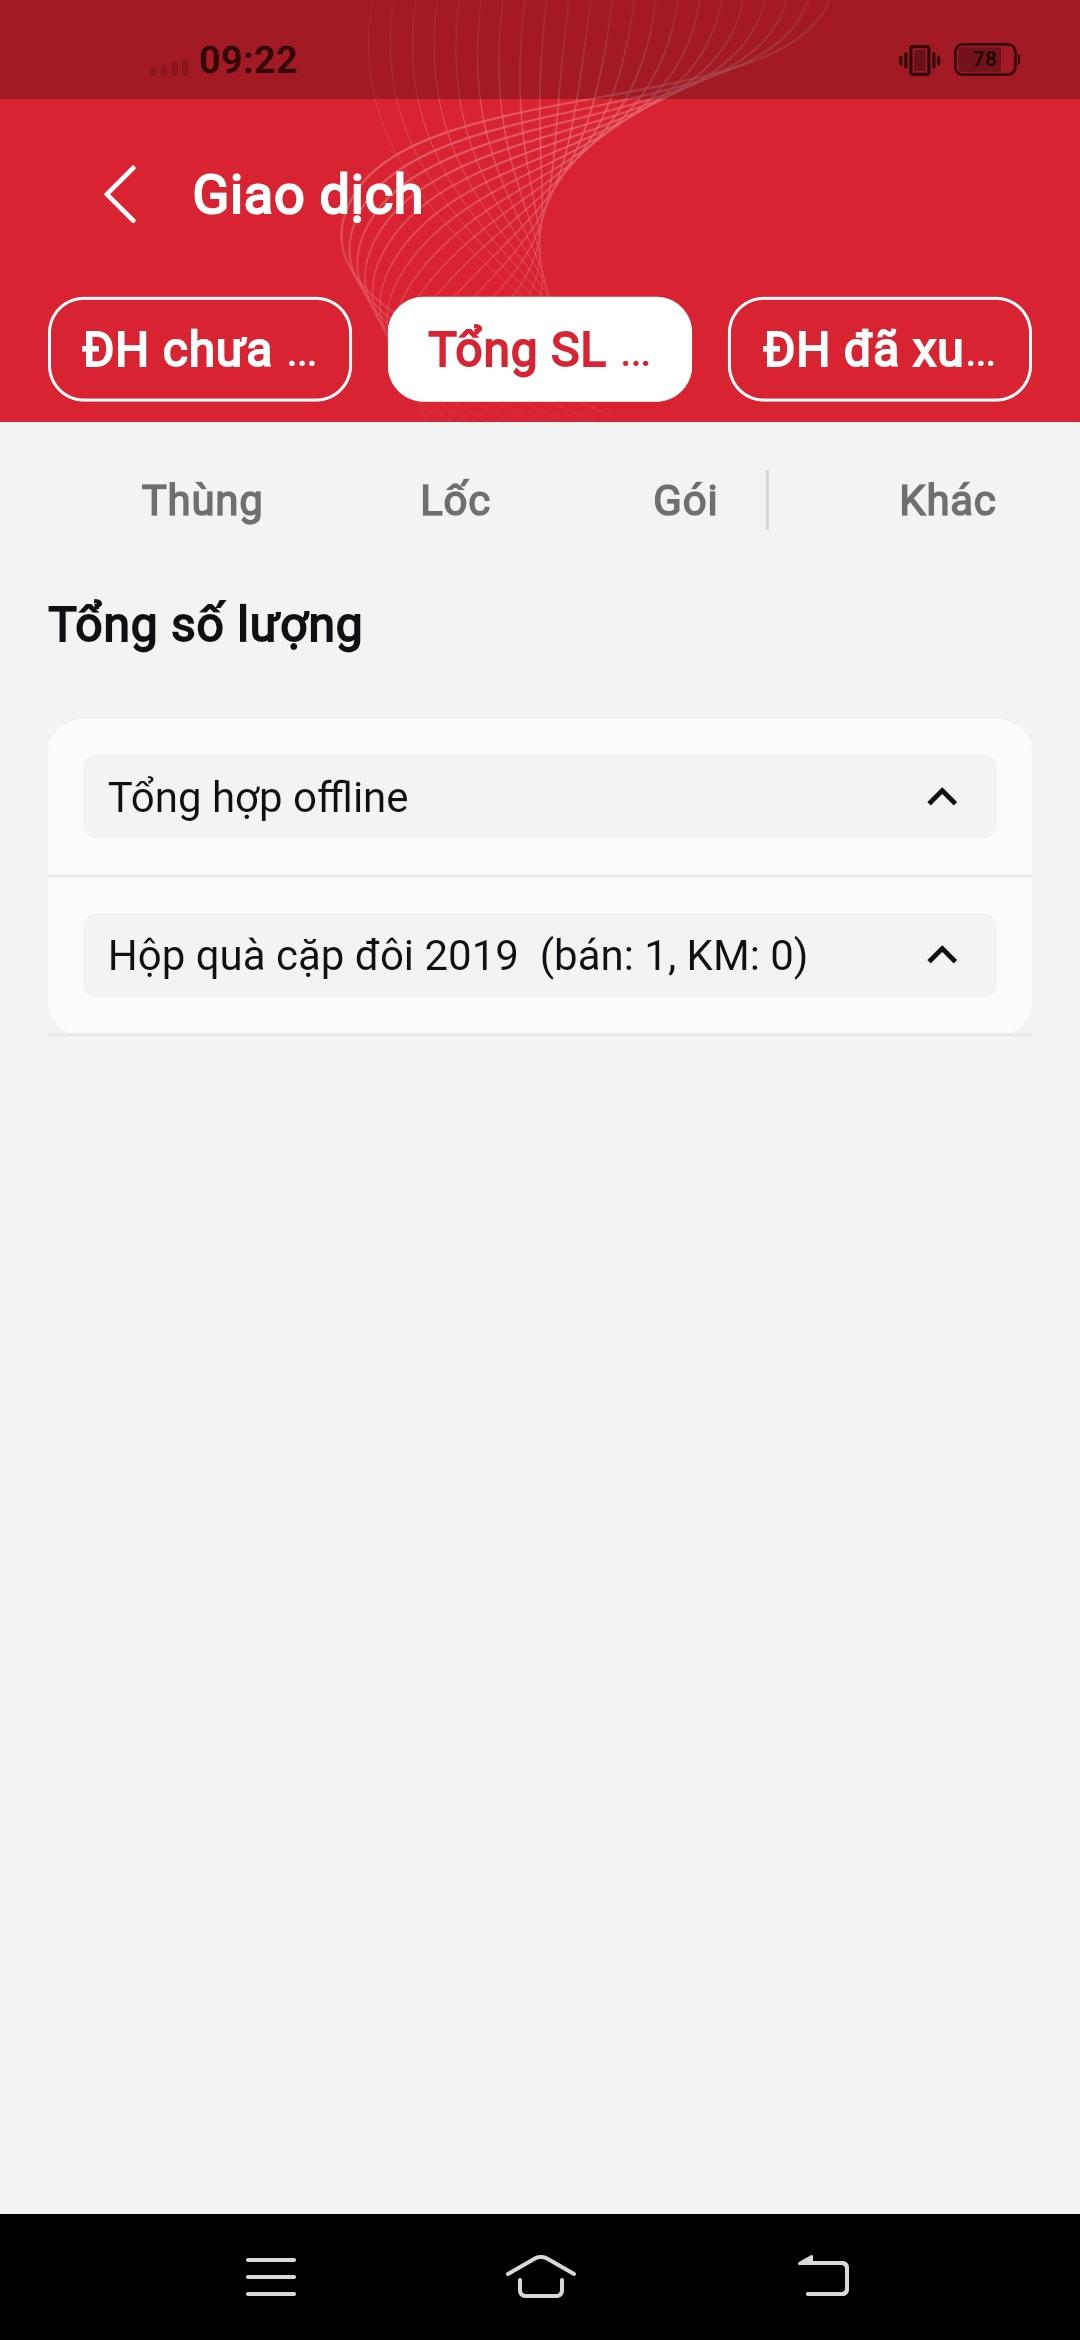 09:22
78
Giao dịch
ĐH chưa ...
Tổng SL ...
ĐH đã xu...
Thùng Lốc Gói Khác
Tổng số lượng
Tổng hợp offline
Hộp quà cặp đôi 2019  (bán: 1, KM: 0)